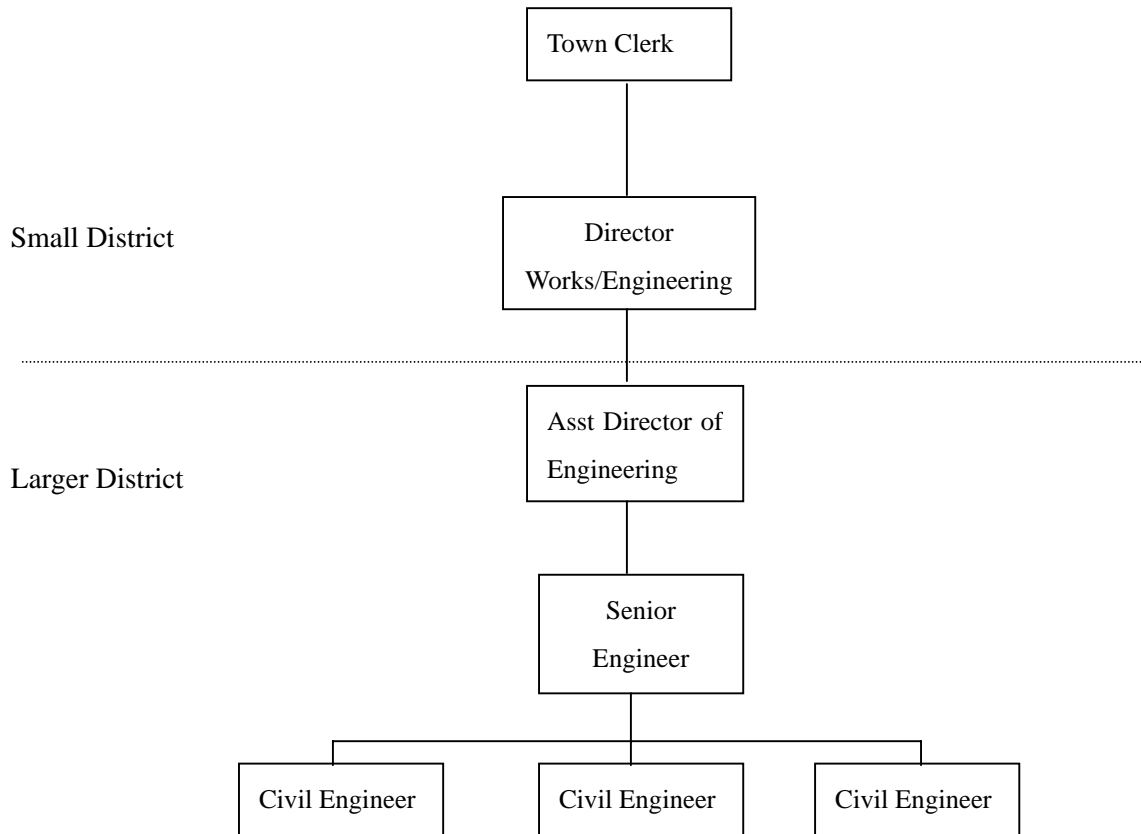 Town Clerk
Small District
Director
Works/Engineering
Asst Director of
Engineering
Larger District
Senior
Engineer
Civil Engineer
Civil Engineer
Civil Engineer